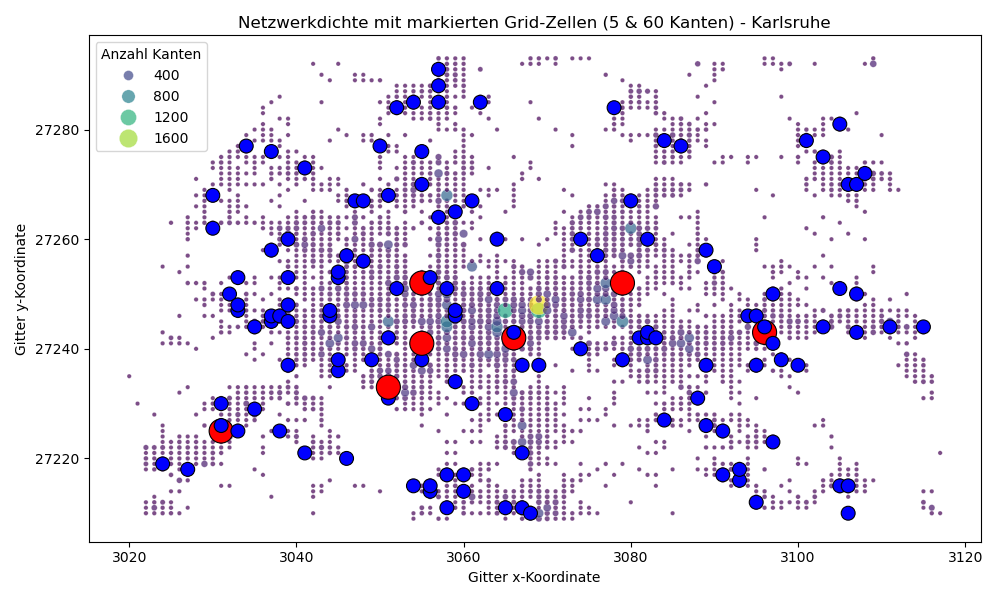 Netzwerkdichte mit markierten Grid-Zellen (5 & 60 Kanten) - Karlsruhe
Anzahl Kanten
400
800
1200
1600
Gitter y-Koordinate
27280
27260
27240
27220
3020 3040 3060 3080 3100 3120
Gitter x-Koordinate